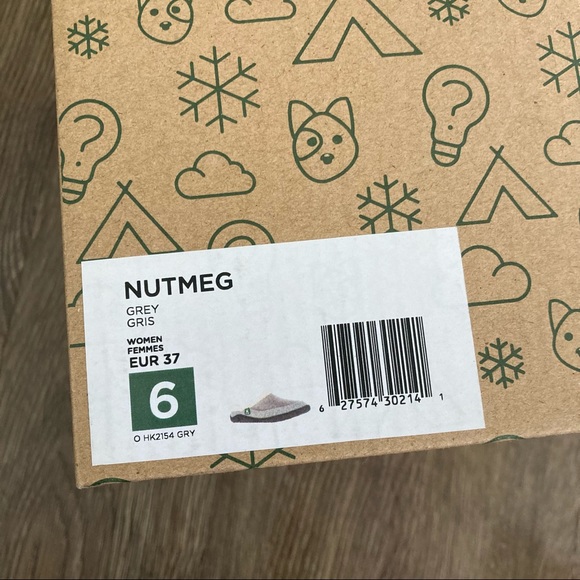 NUTMEG
GREY
GRIS
WOMEN
FEMMES
EUR 37
6
O HK2154 GRY
6 27574 30214 1